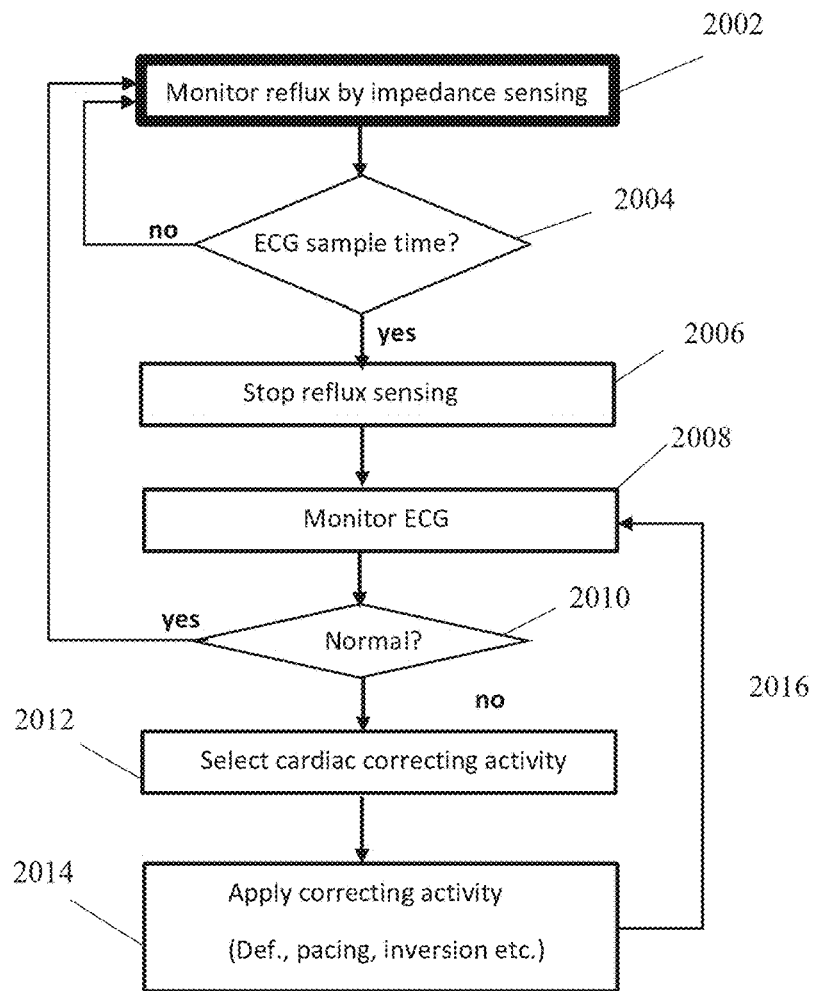 2002
Monitor reflux by impedance sensing
2004
no
ECG sample time?
yes
2006
Stop reflux sensing
2008
Monitor ECG
2010
yes
Normal?
no
2016
2012
Select cardiac correcting activity
2014
Apply correcting activity
(Def., pacing, inversion etc.)